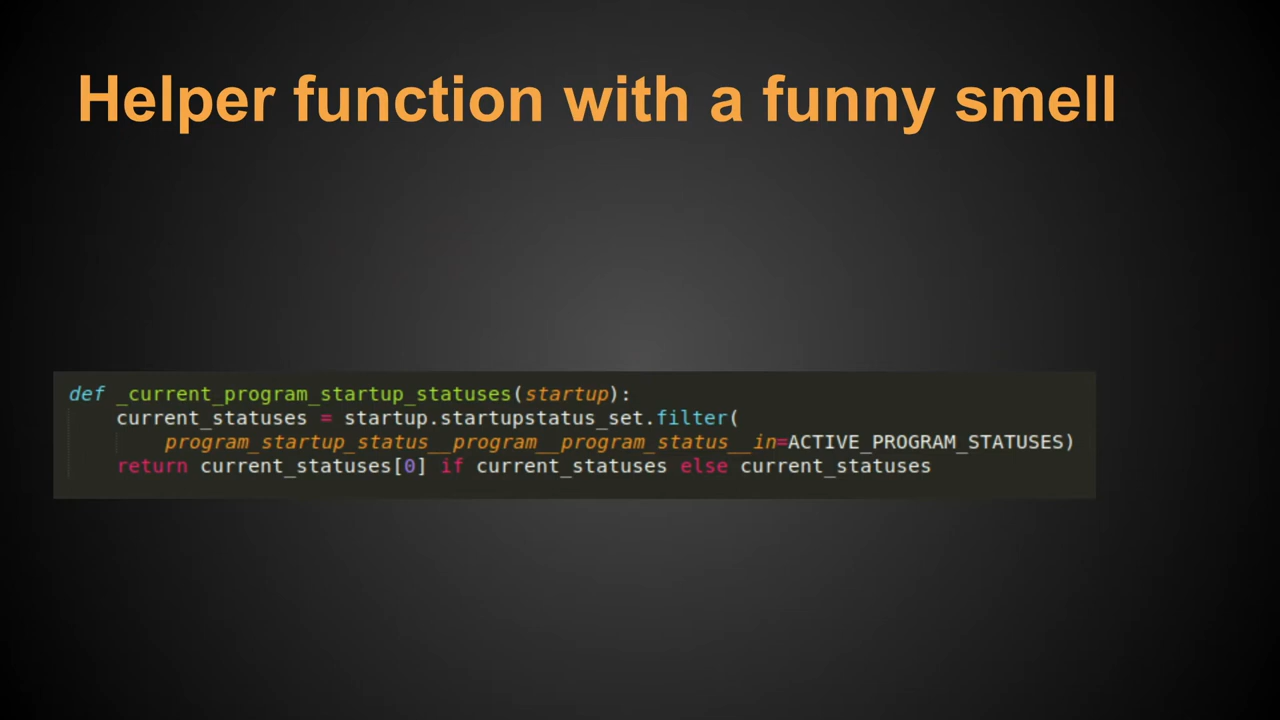 Helper function with a funny smell
def _current_program_startup_statuses(startup):
    current_statuses = startup.startupstatus_set.filter(
        program_startup_status__program__program_status__in=ACTIVE_PROGRAM_STATUSES)
    return current_statuses[0] if current_statuses else current_statuses